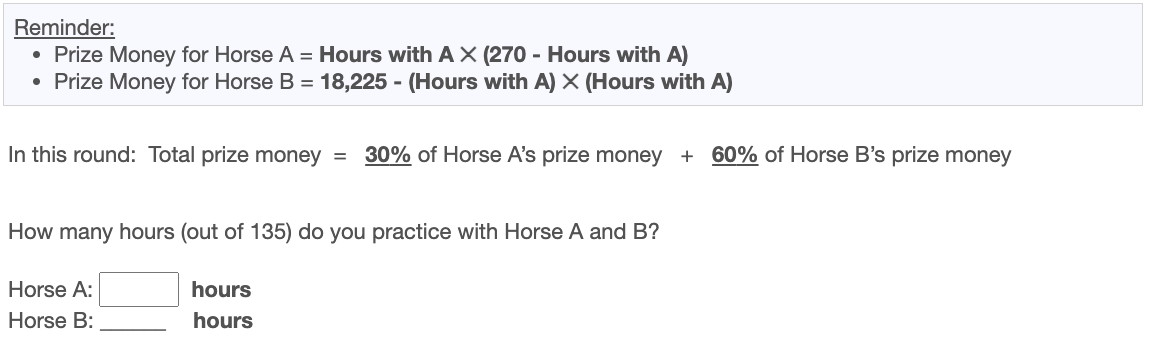 Reminder:
• Prize Money for Horse A = Hours with A X (270 - Hours with A)
• Prize Money for Horse B = 18,225 - (Hours with A) X (Hours with A)
In this round: Total prize money = 30% of Horse A’s prize money + 60% of Horse B’s prize money
How many hours (out of 135) do you practice with Horse A and B?
Horse A: hours
Horse B: ______ hours